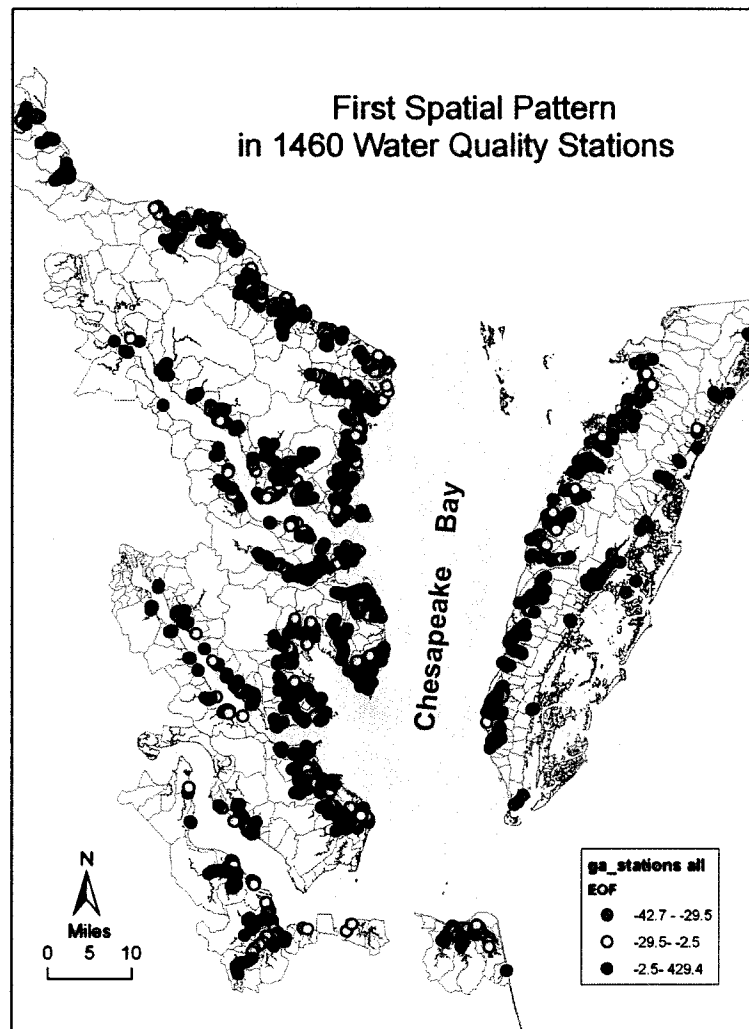 First Spatial Pattern
in 1460 Water Quality Stations
Chesapeake Bay
N
Miles
0 5 10
ga_stations all
EOF
-42.7 - -29.5
-29.5- -2.5
-2.5- 429.4